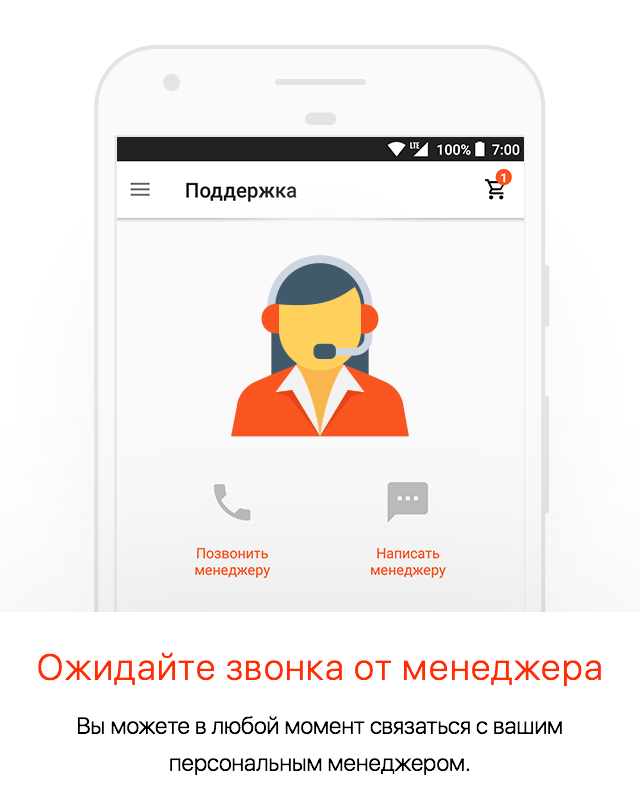 LTE 100% 7:00
Поддержка 1
Позвонить менеджеру
Написать менеджеру
Ожидайте звонка от менеджера
Вы можете в любой момент связаться с вашим
персональным менеджером.